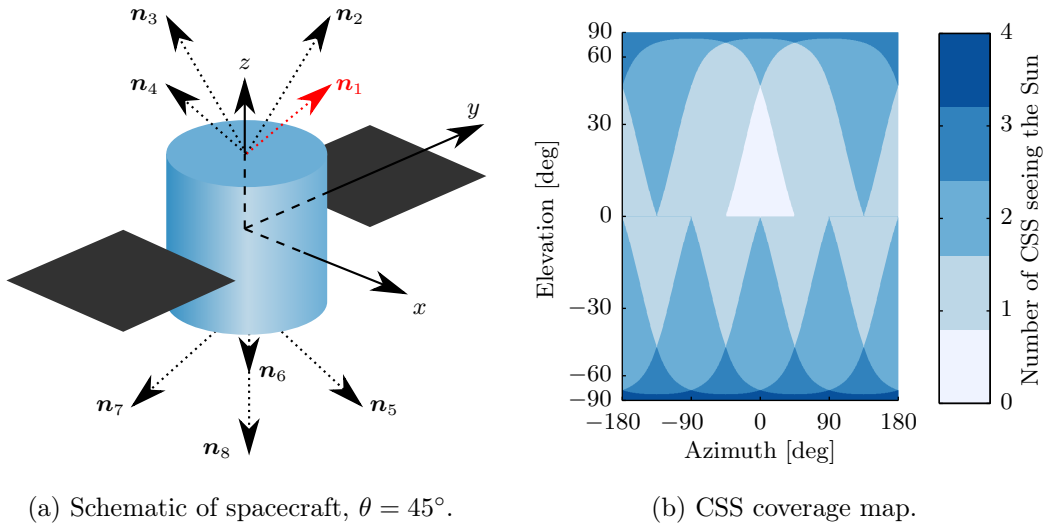 n₃
n₂
n₄
z
n₁
y
x
n₆
n₇
n₅
n₈
(a) Schematic of spacecraft, θ = 45°.
Elevation [deg]
90
60
30
0
−30
−60
−90
−180
−90
0
90
180
Azimuth [deg]
4
3
2
1
0
Number of CSS seeing the Sun
(b) CSS coverage map.